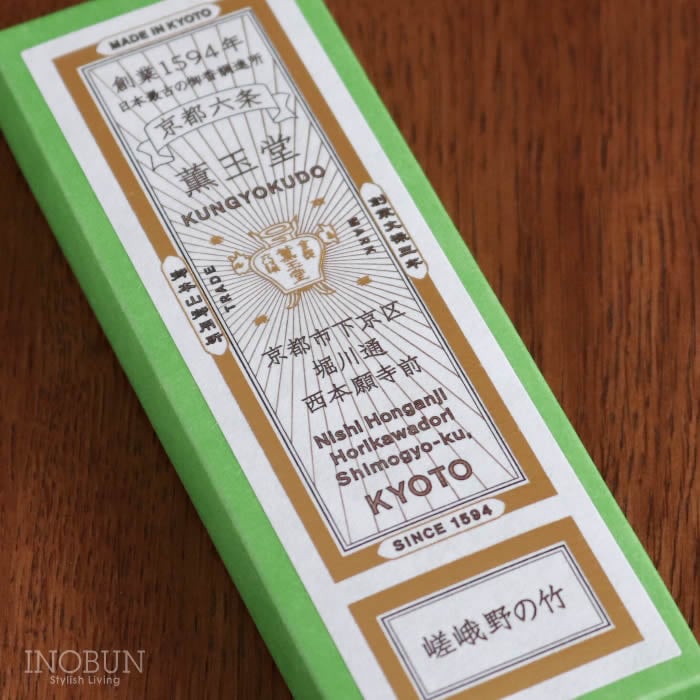 MADE IN KYOTO
創業1594年
日本最古の御香調進所
京都六条
薫玉堂
KUNGYOKUDO
TRADE
MARK
京都市下京区
堀川通
西本願寺前
Nishi Honganji
Horikawadori
Shimogyo-ku,
KYOTO
SINCE 1594
嵯峨野の竹
INOBUN
Stylish Living